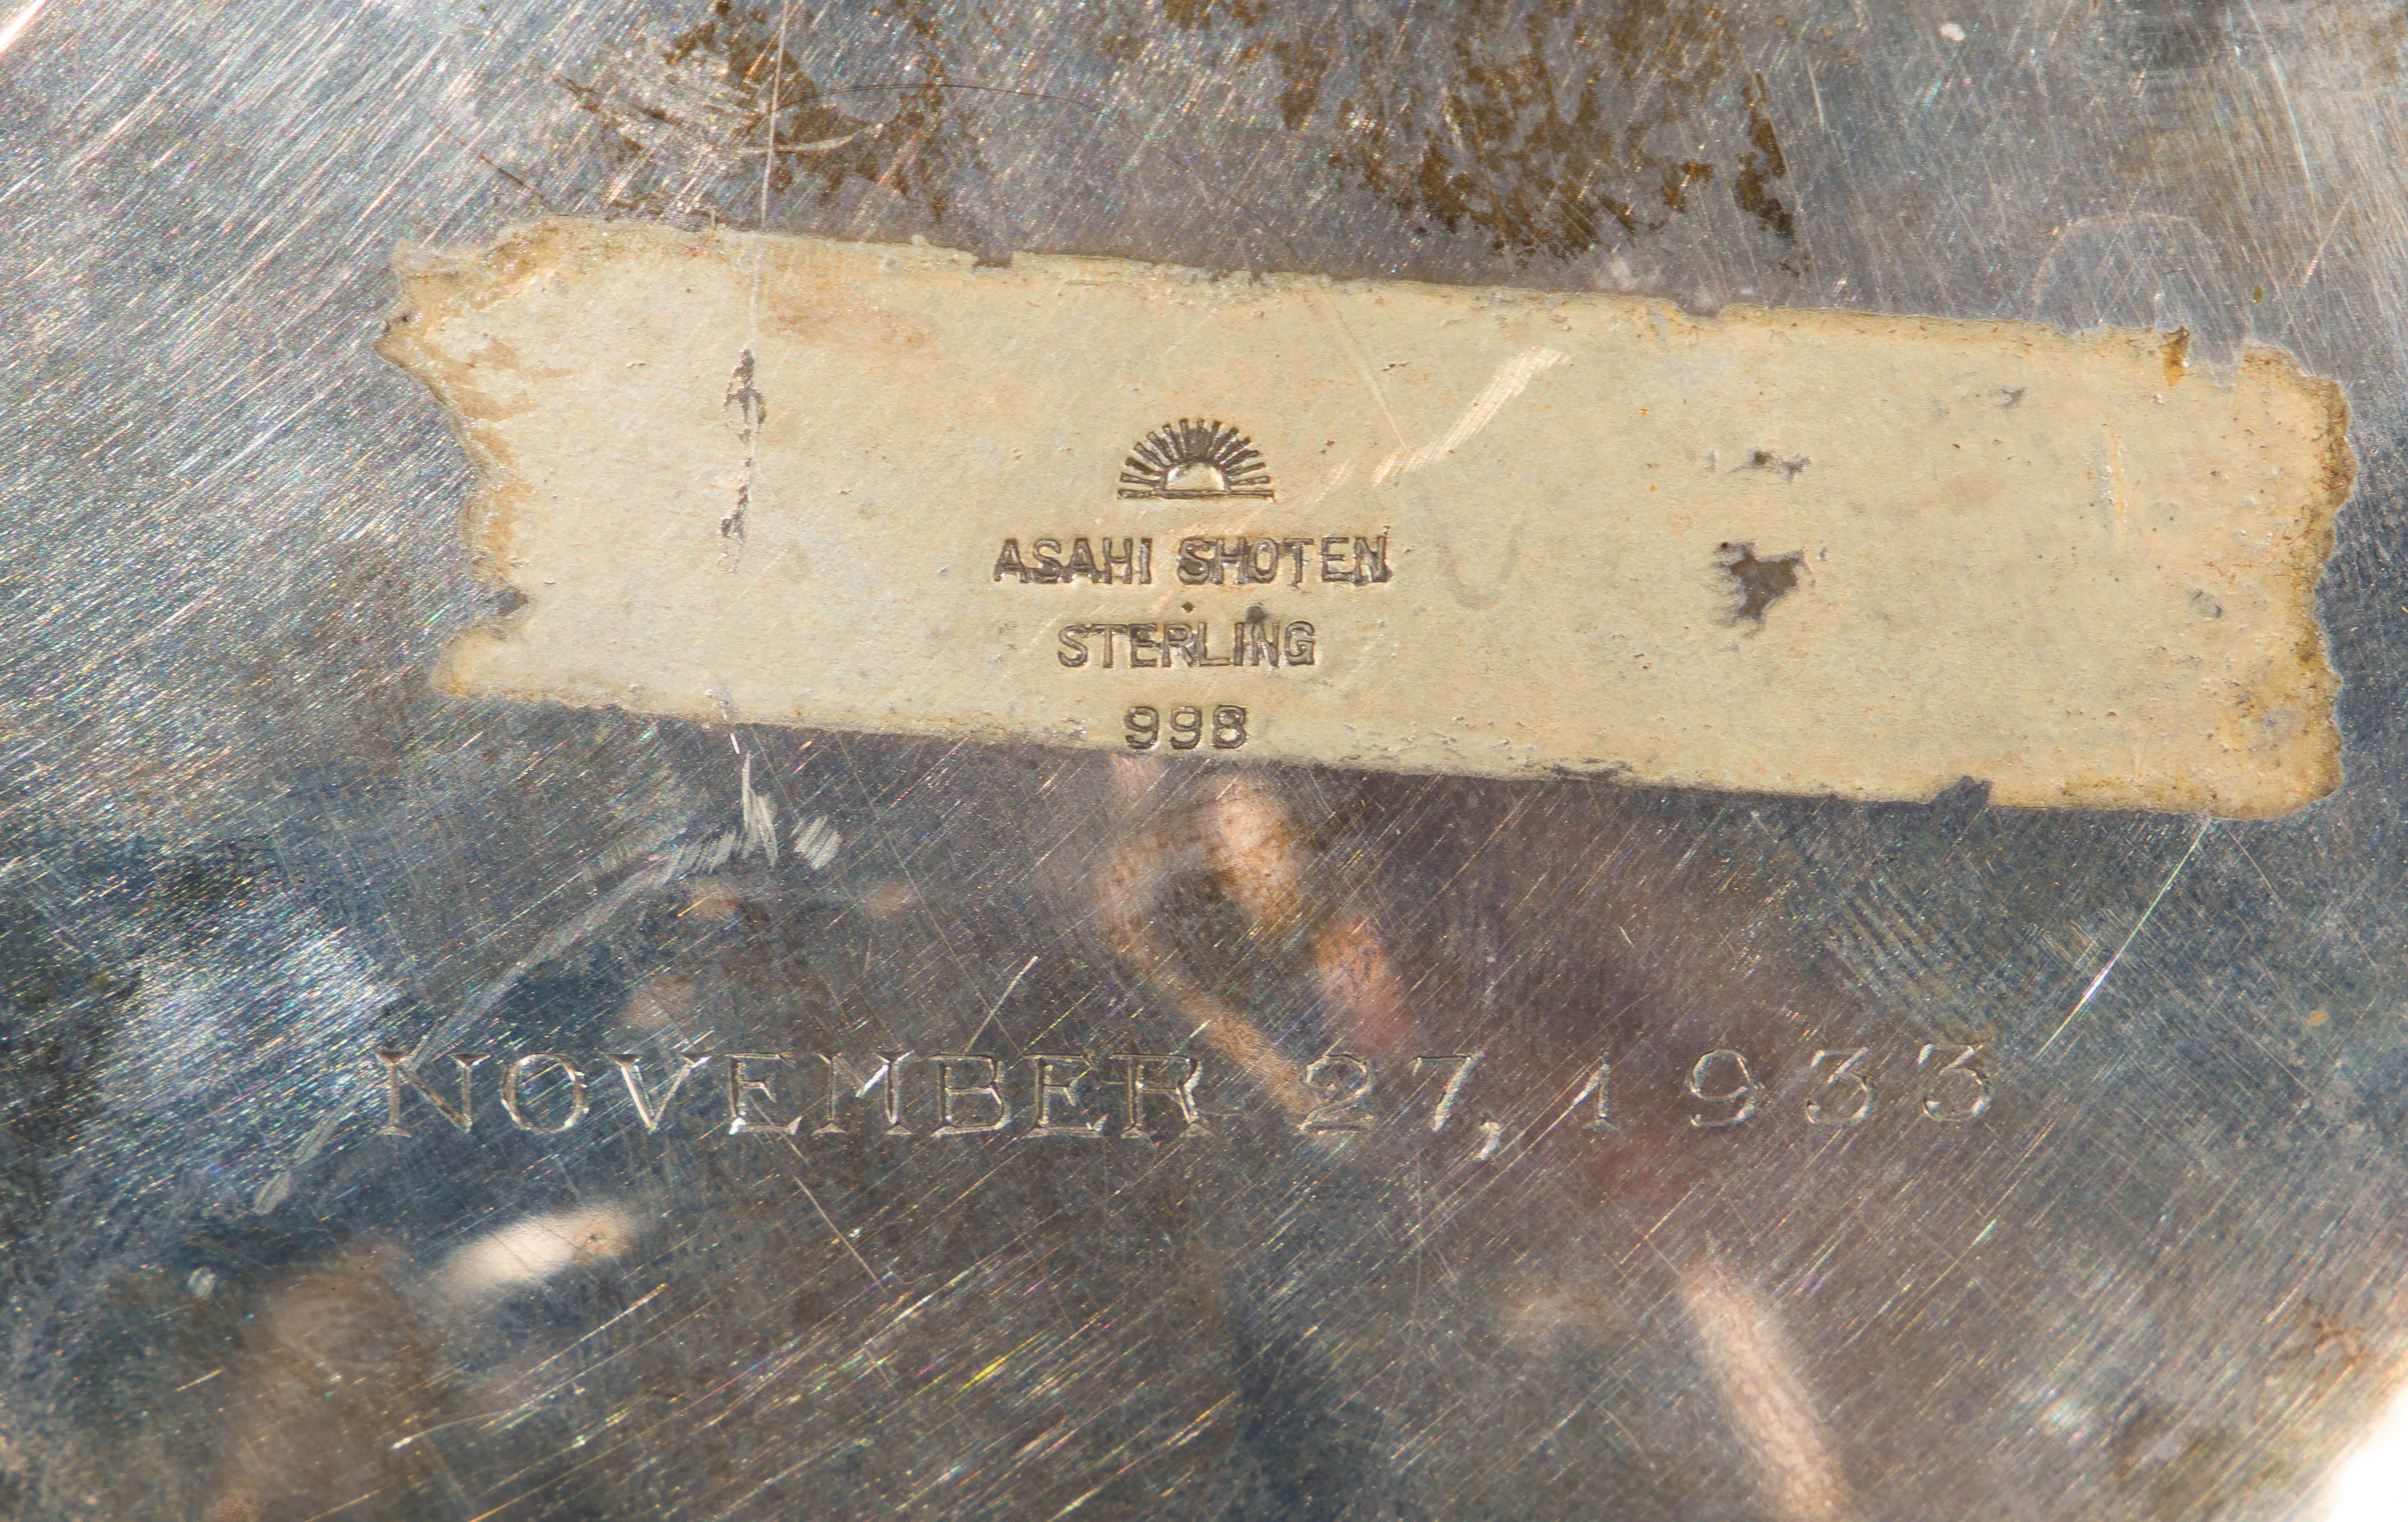 ASAHI SHOTEN
STERLING
998
NOVEMBER 27, 1933